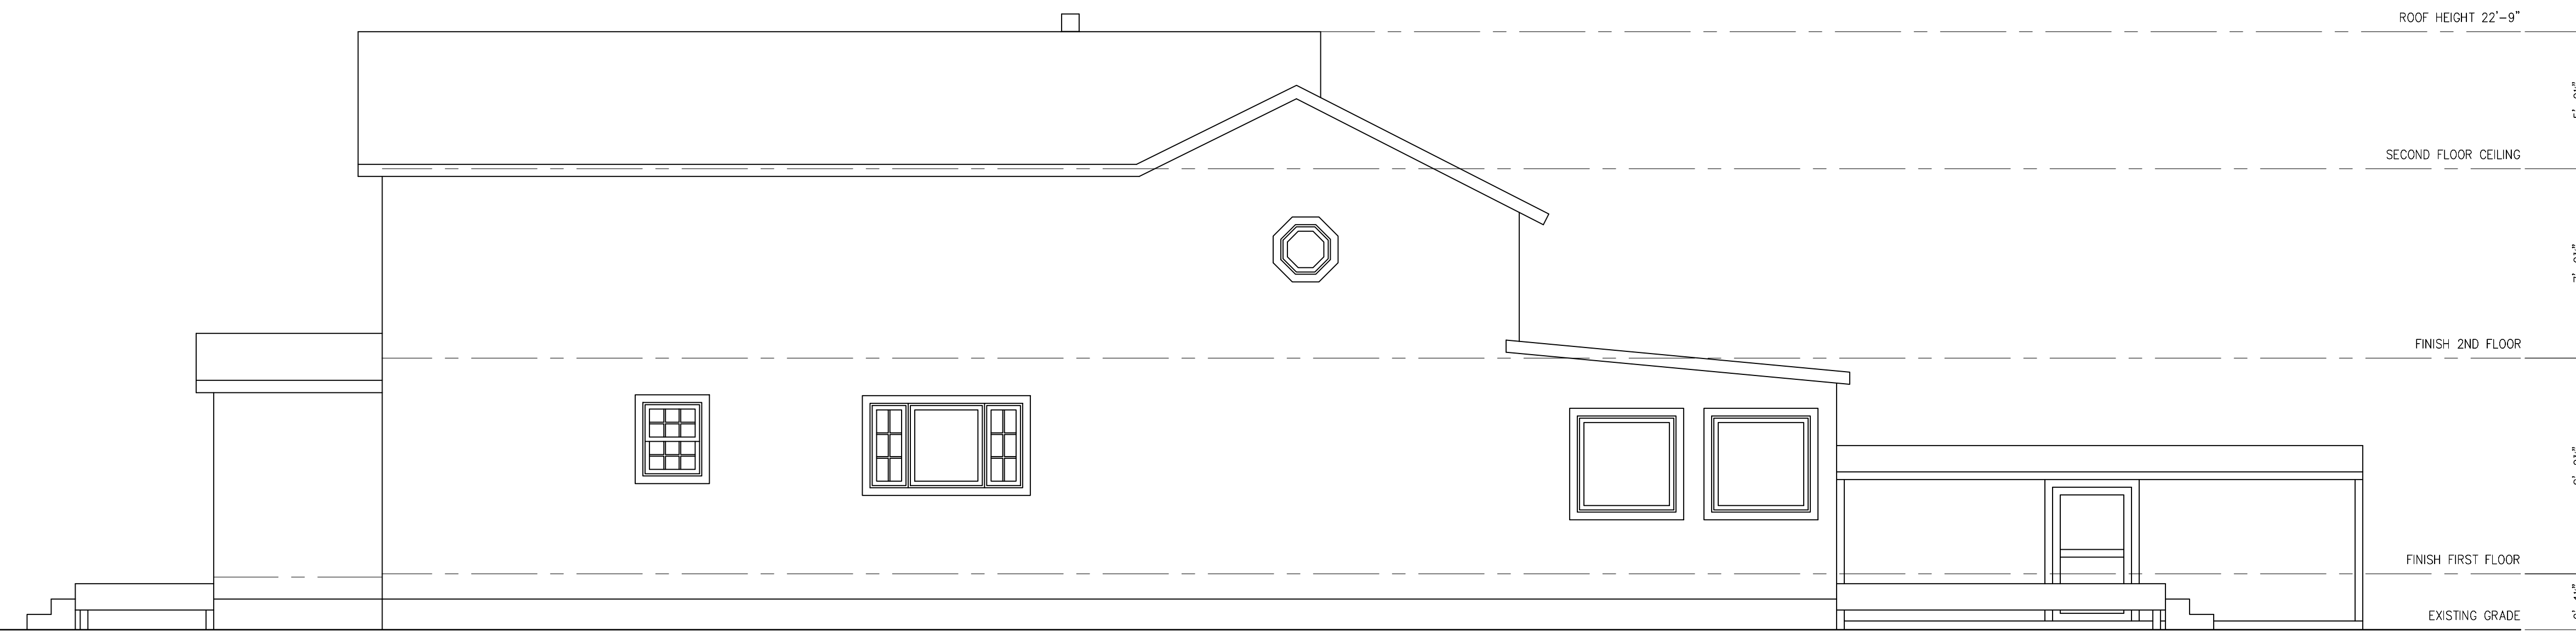 ROOF HEIGHT 22'-9"
SECOND FLOOR CEILING
FINISH 2ND FLOOR
FINISH FIRST FLOOR
EXISTING GRADE